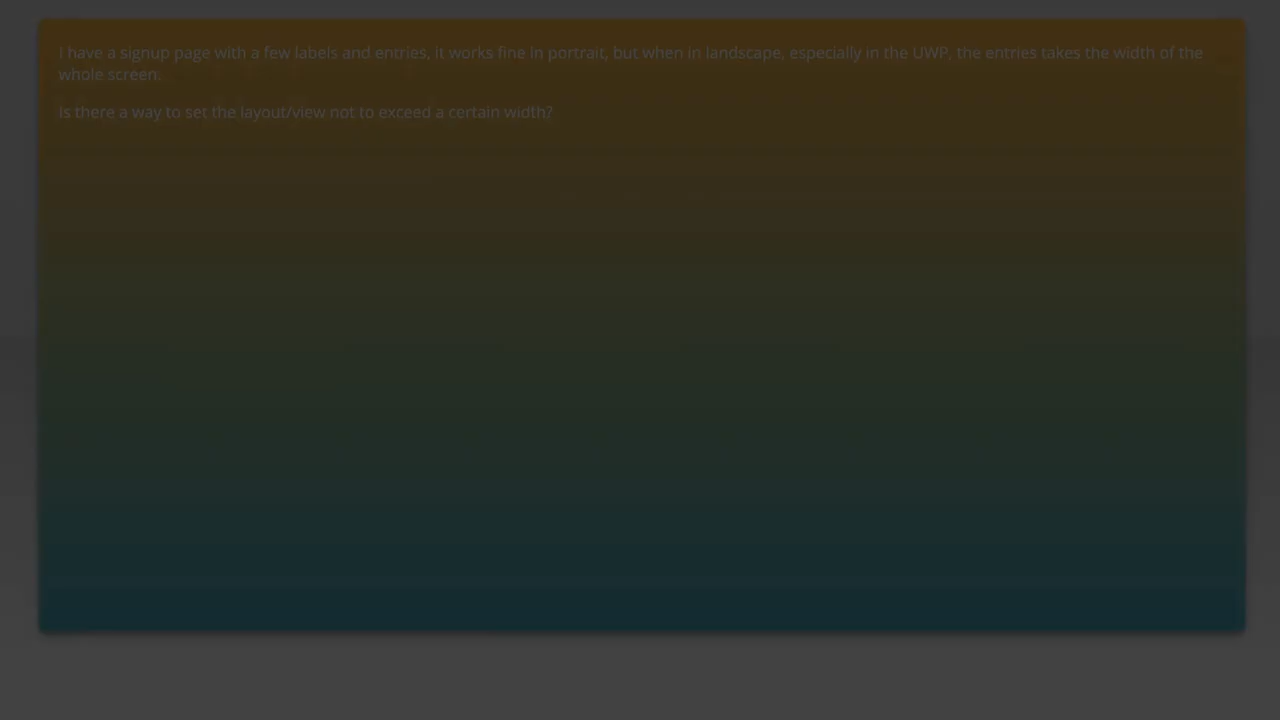 I have a signup page with a few labels and entries, it works fine in portrait, but when in landscape, especially in the UWP, the entries takes the width of the
whole screen.
Is there a way to set the layout/view not to exceed a certain width?